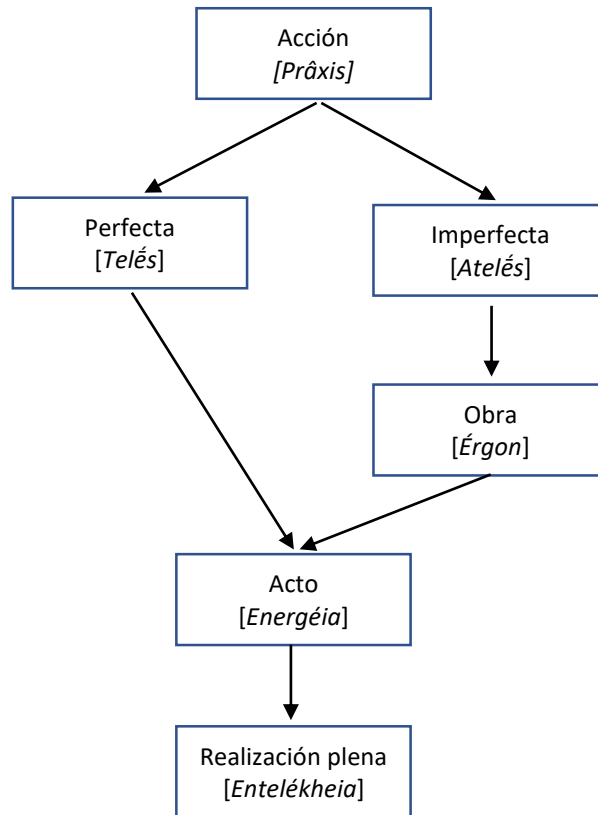 Acción
[Prâxis]
Perfecta
[Telḗs]
Imperfecta
[Atelḗs]
Obra
[Érgon]
Acto
[Energéia]
Realización plena
[Entelékheia]